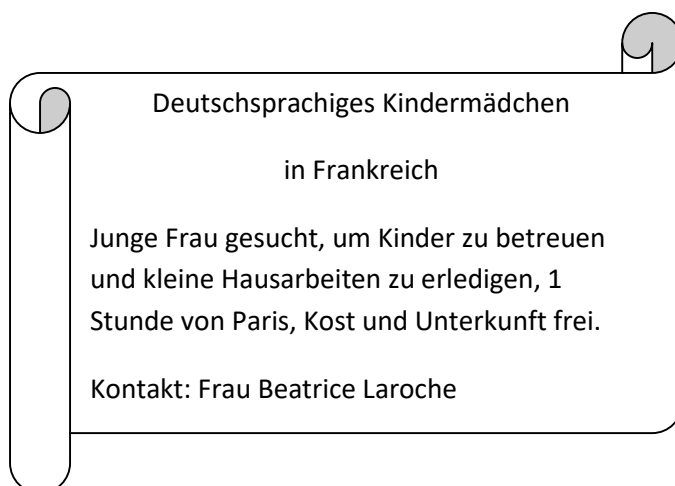 Deutschsprachiges Kindermädchen
in Frankreich
Junge Frau gesucht, um Kinder zu betreuen
und kleine Hausarbeiten zu erledigen, 1
Stunde von Paris, Kost und Unterkunft frei.
Kontakt: Frau Beatrice Laroche